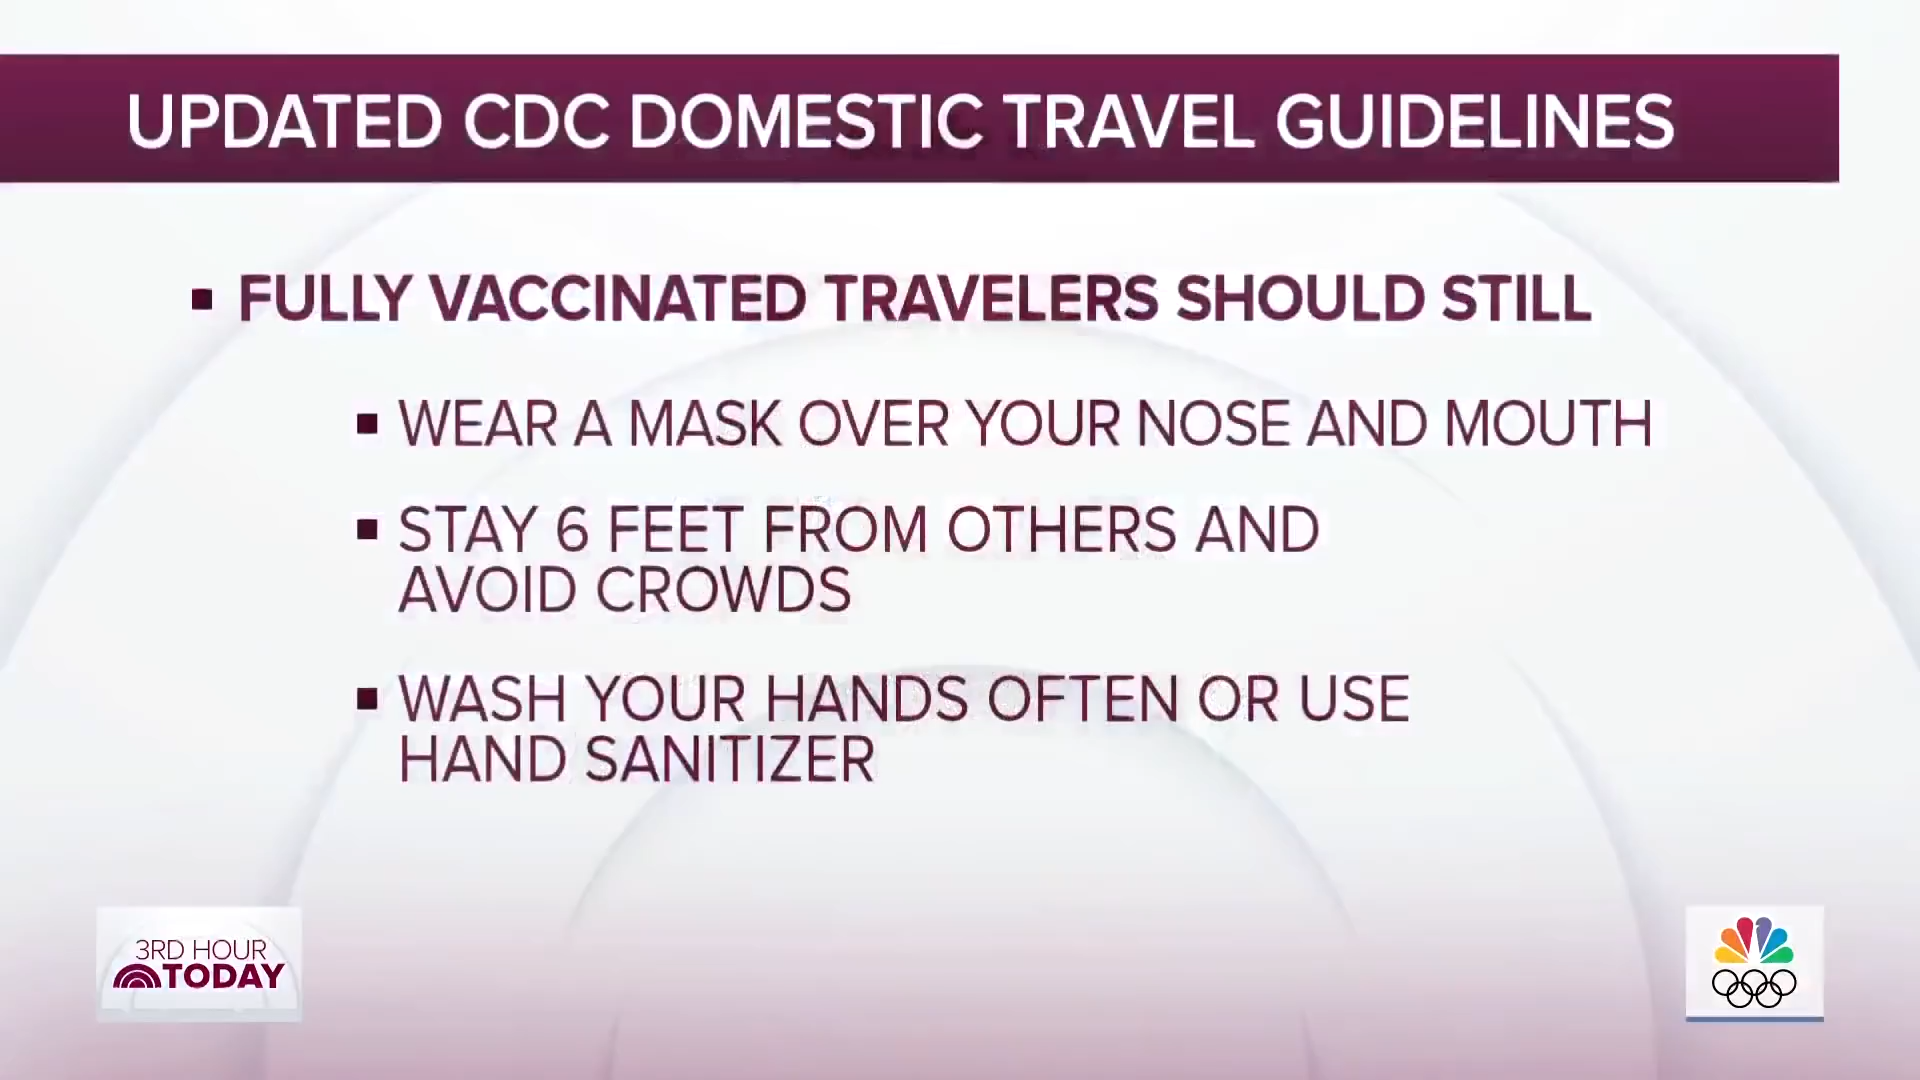 UPDATED CDC DOMESTIC TRAVEL GUIDELINES
FULLY VACCINATED TRAVELERS SHOULD STILL
WEAR A MASK OVER YOUR NOSE AND MOUTH
STAY 6 FEET FROM OTHERS AND
AVOID CROWDS
WASH YOUR HANDS OFTEN OR USE
HAND SANITIZER
3RD HOUR
TODAY